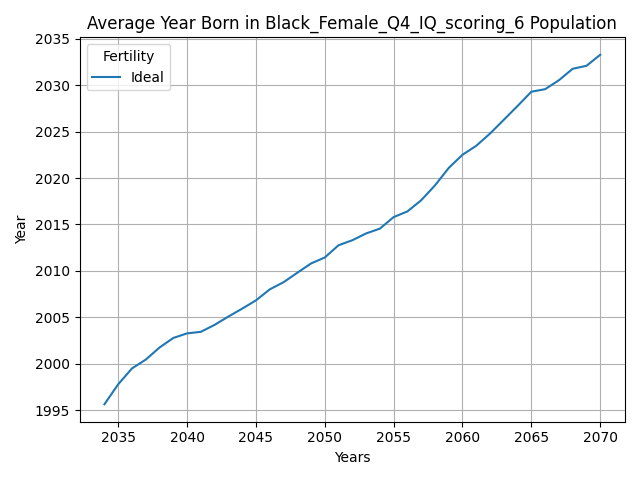 Average Year Born in Black_Female_Q4_IQ_scoring_6 Population
Fertility
Ideal
Year
2035
2030
2025
2020
2015
2010
2005
2000
1995
2035 2040 2045 2050 2055 2060 2065 2070
Years